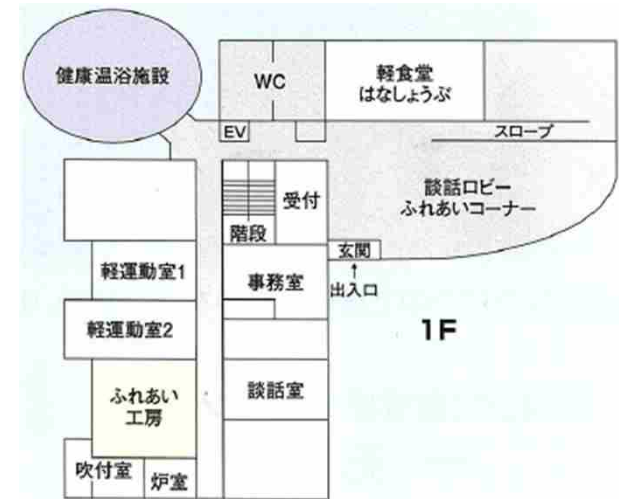 健康温浴施設
WC
軽食堂
はなしょうぶ
EV
スロープ
談話ロビー
ふれあいコーナー
受付
階段
玄関
出入口
軽運動室1
事務室
軽運動室2
1F
ふれあい
工房
談話室
吹付室
炉室